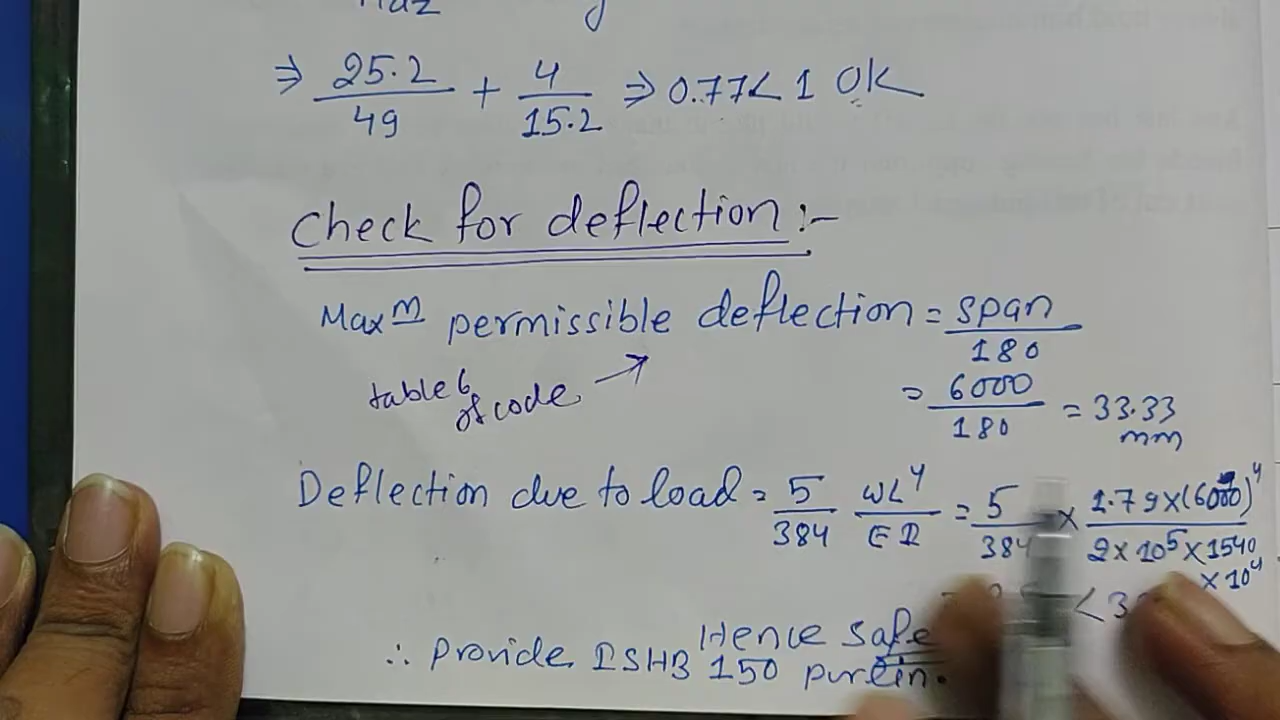 ⇒ 25.2/49 + 4/15.2 ⇒ 0.77 < 1 OK
Check for deflection :-
Maxm permissible deflection = span/180
table 6 of code
= 6000/180 = 33.33 mm
Deflection due to load = 5/384 wL⁴/EI = 5/384 × 1.79×(6000)⁴/2×10⁵×1540×10⁴
Hence Safe
∴ Provide ISHB 150 purlin.